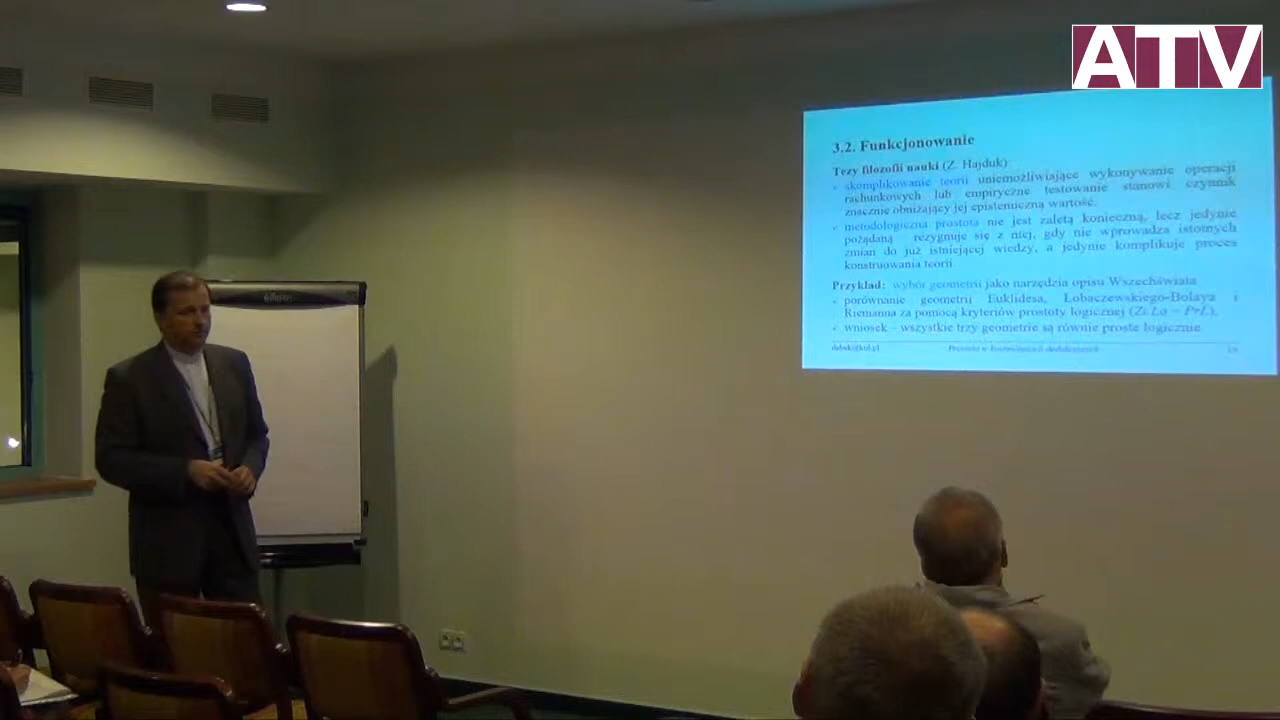 ATV
3.2. Funkcjonowanie
Tezy filozofii nauki (Z. Hajduk)
skomplikowanie teorii uniemożliwiające wykonywanie operacji
rachunkowych lub empiryczne testowanie stanowi czynnik
znacznie obniżający jej epistemiczną wartość,
metodologiczna prostota nie jest zaletą konieczną, lecz jedynie
pożądaną rezygnuje się z niej, gdy nie wprowadza istotnych
zmian do już istniejącej wiedzy, a jedynie komplikuje proces
konstruowania teorii
Przykład: wybór geometrii jako narzędzia opisu Wszechświata
porównanie geometrii Euklidesa, Łobaczewskiego-Bolaya i
Riemanna za pomocą kryteriów prostoty logicznej
wniosek – wszystkie trzy geometrie są równie proste logicznie
Prostota w